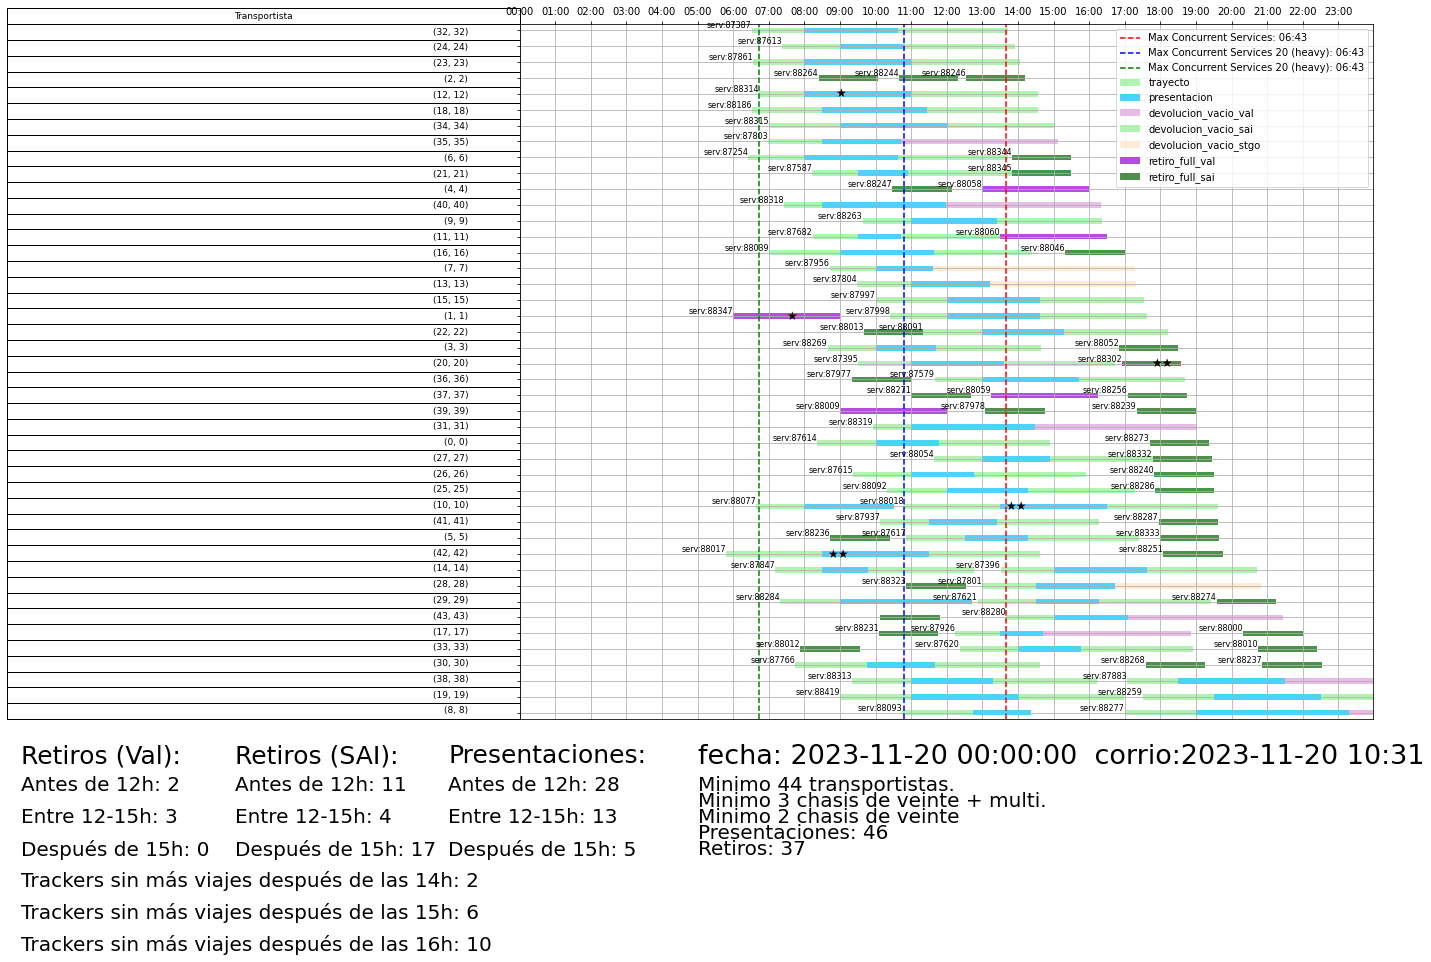 Transportista
00:00 01:00 02:00 03:00 04:00 05:00 06:00 07:00 08:00 09:00 10:00 11:00 12:00 13:00 14:00 15:00 16:00 17:00 18:00 19:00 20:00 21:00 22:00 23:00
Max Concurrent Services: 06:43
Max Concurrent Services 20 (heavy): 06:43
Max Concurrent Services 20 (heavy): 06:43
trayecto
presentacion
devolucion_vacio_val
devolucion_vacio_sai
devolucion_vacio_stgo
retiro_full_val
retiro_full_sai
(32, 32) serv:87387
(24, 24) serv:87613
(23, 23) serv:87861
(2, 2) serv:88264 serv:88244 serv:88246
(12, 12) serv:88314
(18, 18) serv:88186
(34, 34) serv:88315
(35, 35) serv:87803
(6, 6) serv:87254 serv:88344
(21, 21) serv:87587 serv:88345
(4, 4) serv:88247 serv:88058
(40, 40) serv:88318
(9, 9) serv:88263
(11, 11) serv:87682 serv:88060
(16, 16) serv:88089 serv:88046
(7, 7) serv:87956
(13, 13) serv:87804
(15, 15) serv:87997
(1, 1) serv:88347 serv:87998
(22, 22) serv:88013 serv:88091
(3, 3) serv:88269 serv:88052
(20, 20) serv:87395 serv:88302
(36, 36) serv:87977 serv:87579
(37, 37) serv:88271 serv:88059 serv:88256
(39, 39) serv:88009 serv:87978 serv:88239
(31, 31) serv:88319
(0, 0) serv:87614 serv:88273
(27, 27) serv:88054 serv:88332
(26, 26) serv:87615 serv:88240
(25, 25) serv:88092 serv:88286
(10, 10) serv:88077 serv:88018
(41, 41) serv:87937 serv:88287
(5, 5) serv:88236 serv:87617 serv:88333
(42, 42) serv:88017 serv:88251
(14, 14) serv:87847 serv:87396
(28, 28) serv:88323 serv:87801
(29, 29) serv:88284 serv:87621 serv:88274
(43, 43) serv:88280
(17, 17) serv:88231 serv:87926 serv:88000
(33, 33) serv:88012 serv:87620 serv:88010
(30, 30) serv:87766 serv:88268 serv:88237
(38, 38) serv:88313 serv:87883
(19, 19) serv:88419 serv:88259
(8, 8) serv:88093 serv:88277
Retiros (Val):
Antes de 12h: 2
Entre 12-15h: 3
Después de 15h: 0
Retiros (SAI):
Antes de 12h: 11
Entre 12-15h: 4
Después de 15h: 17
Presentaciones:
Antes de 12h: 28
Entre 12-15h: 13
Después de 15h: 5
fecha: 2023-11-20 00:00:00 corrio:2023-11-20 10:31
Minimo 44 transportistas.
Minimo 3 chasis de veinte + multi.
Minimo 2 chasis de veinte
Presentaciones: 46
Retiros: 37
Trackers sin más viajes después de las 14h: 2
Trackers sin más viajes después de las 15h: 6
Trackers sin más viajes después de las 16h: 10